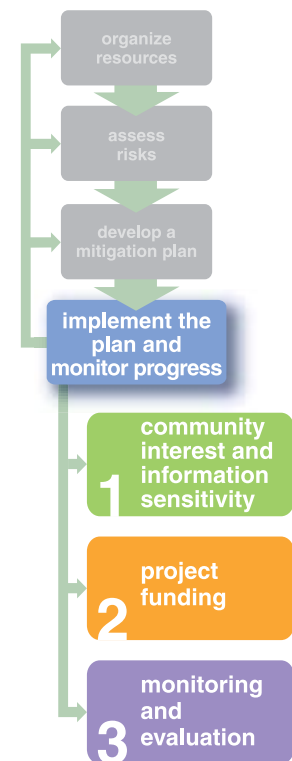 organize
resources
assess
risks
develop a
mitigation plan
implement the
plan and
monitor progress
1
community
interest and
information
sensitivity
2
project
funding
3
monitoring
and
evaluation